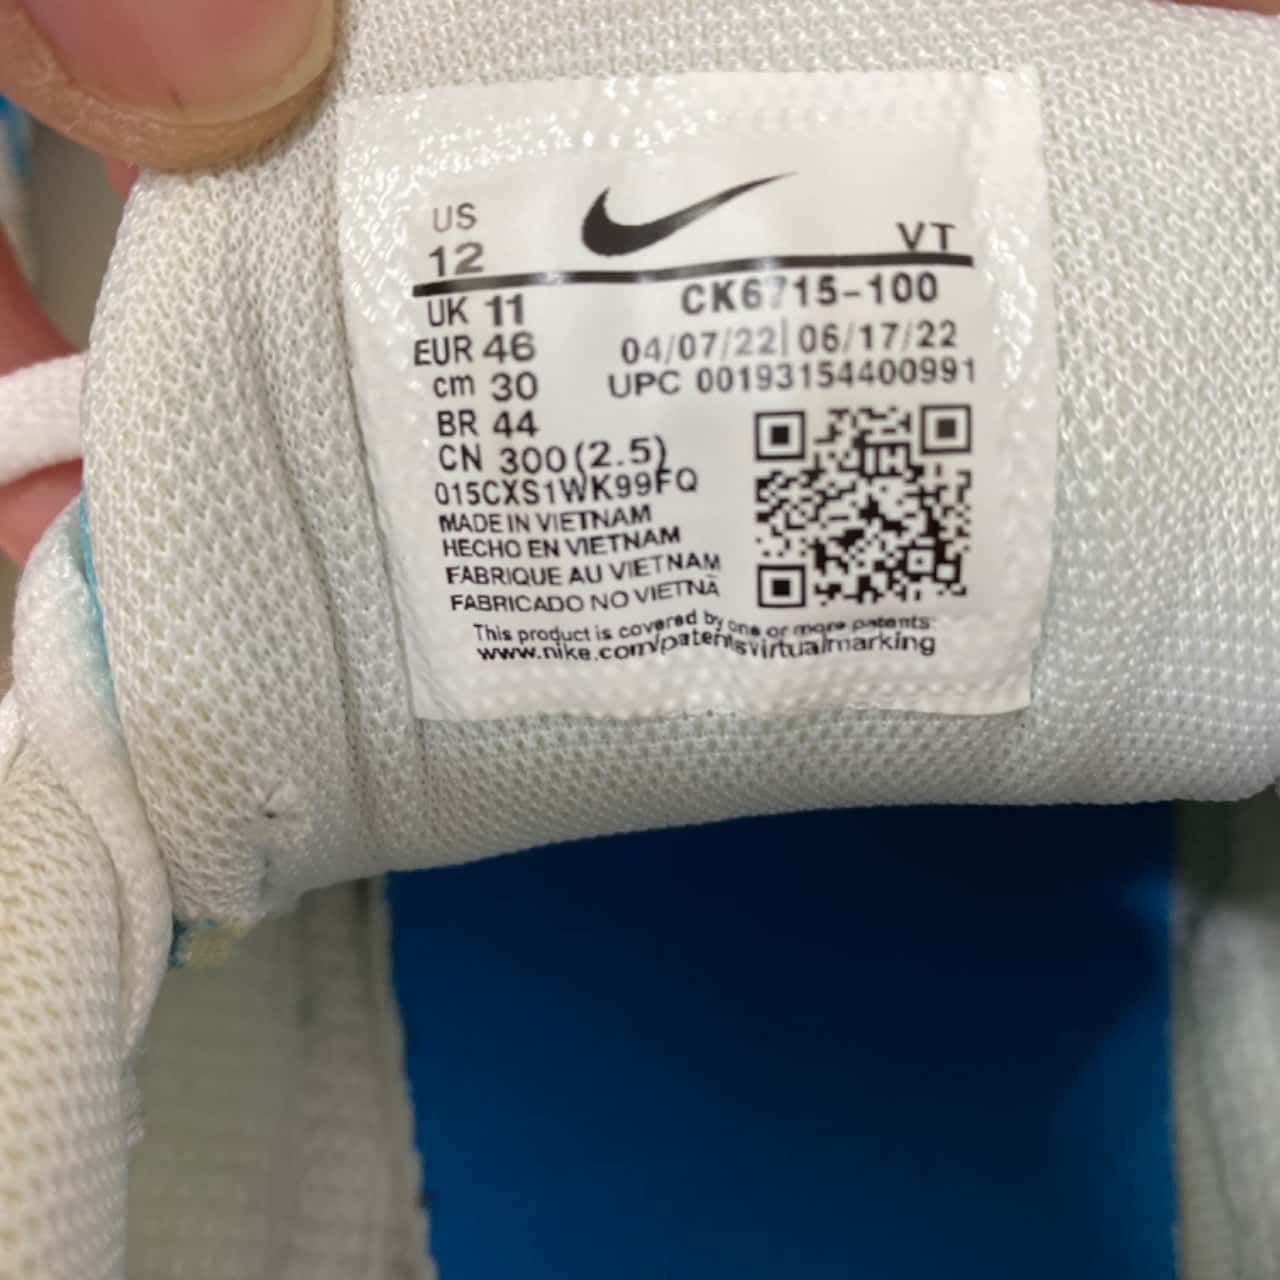 US
12
VT
UK 11
CK6715-100
EUR 46
04/07/22|06/17/22
cm 30
UPC 00193154400991
BR 44
CN 300(2.5)
015CXS1WK99FQ
MADE IN VIETNAM
HECHO EN VIETNAM
FABRIQUE AU VIETNAM
FABRICADO NO VIETNÃ
This product is covered by one or more patents:
www.nike.com/patentsvirtualmarking